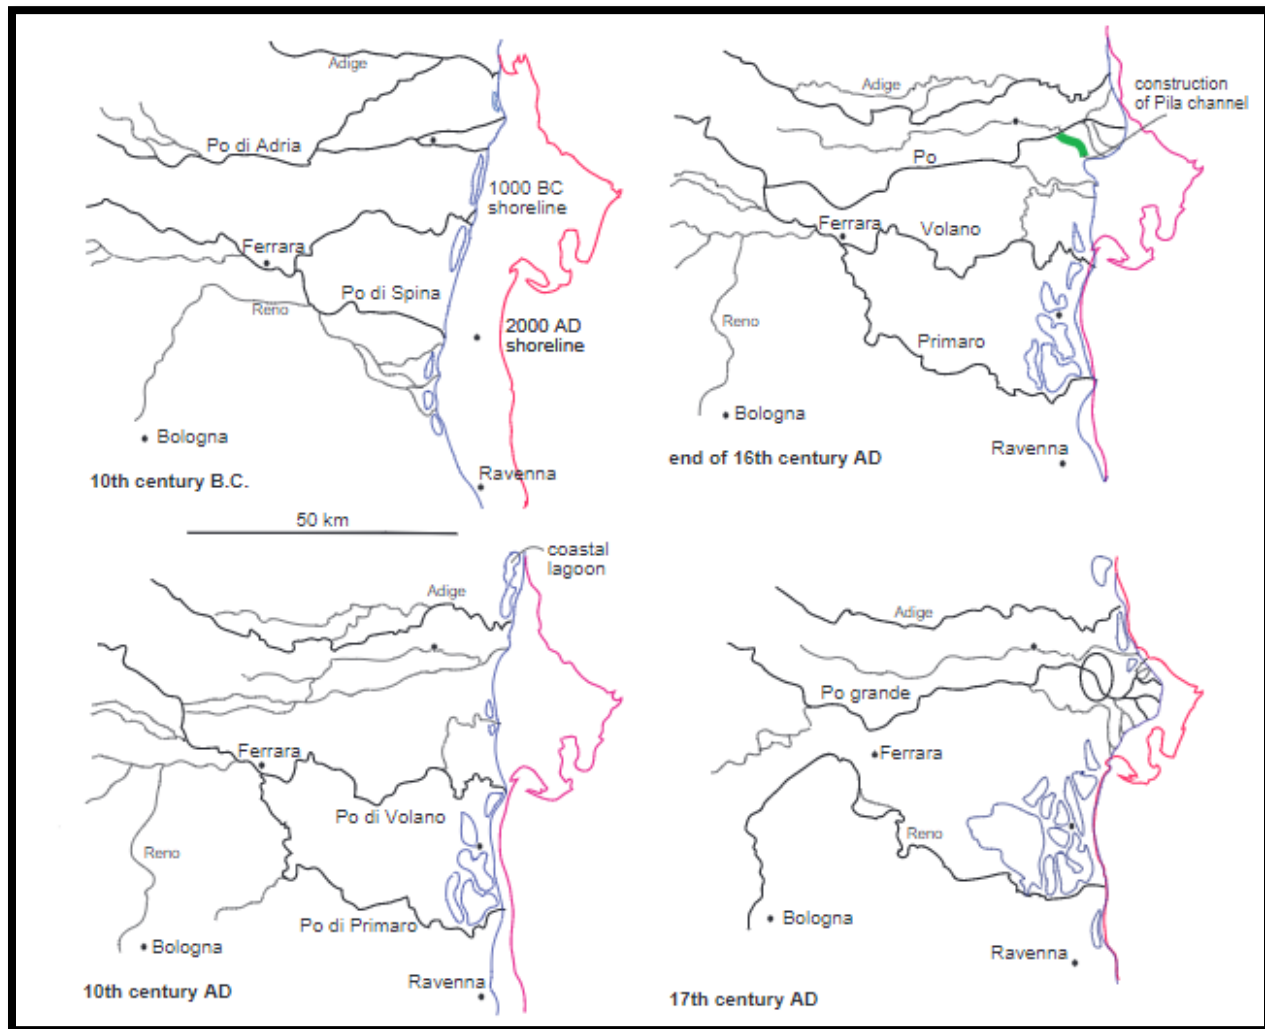 Adige
Po di Adria
1000 BC
shoreline
Ferrara
Po di Spina
Reno
2000 AD
shoreline
Bologna
Ravenna
10th century B.C.
50 km
construction
of Pila channel
Adige
Po
Ferrara
Volano
Reno
Primaro
Bologna
Ravenna
end of 16th century AD
coastal
lagoon
Adige
Ferrara
Po di Volano
Reno
Po di Primaro
Bologna
Ravenna
10th century AD
Adige
Po grande
Ferrara
Reno
Bologna
Ravenna
17th century AD